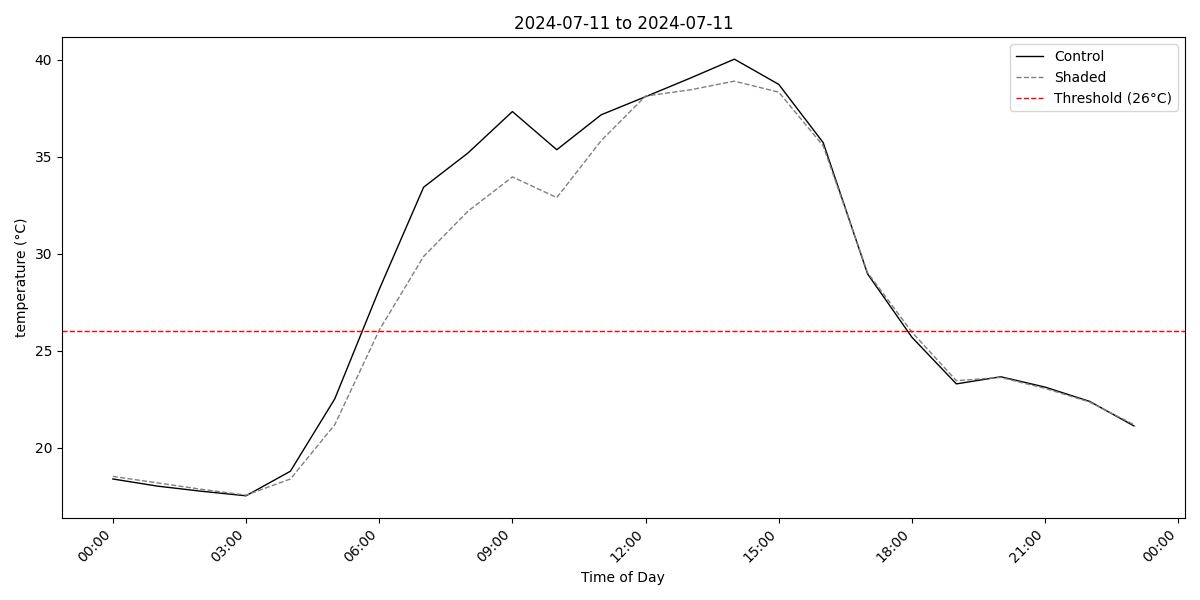 2024-07-11 to 2024-07-11
Control
Shaded
Threshold (26°C)
temperature (°C)
40
35
30
25
20
00:00
03:00
06:00
09:00
12:00
15:00
18:00
21:00
00:00
Time of Day